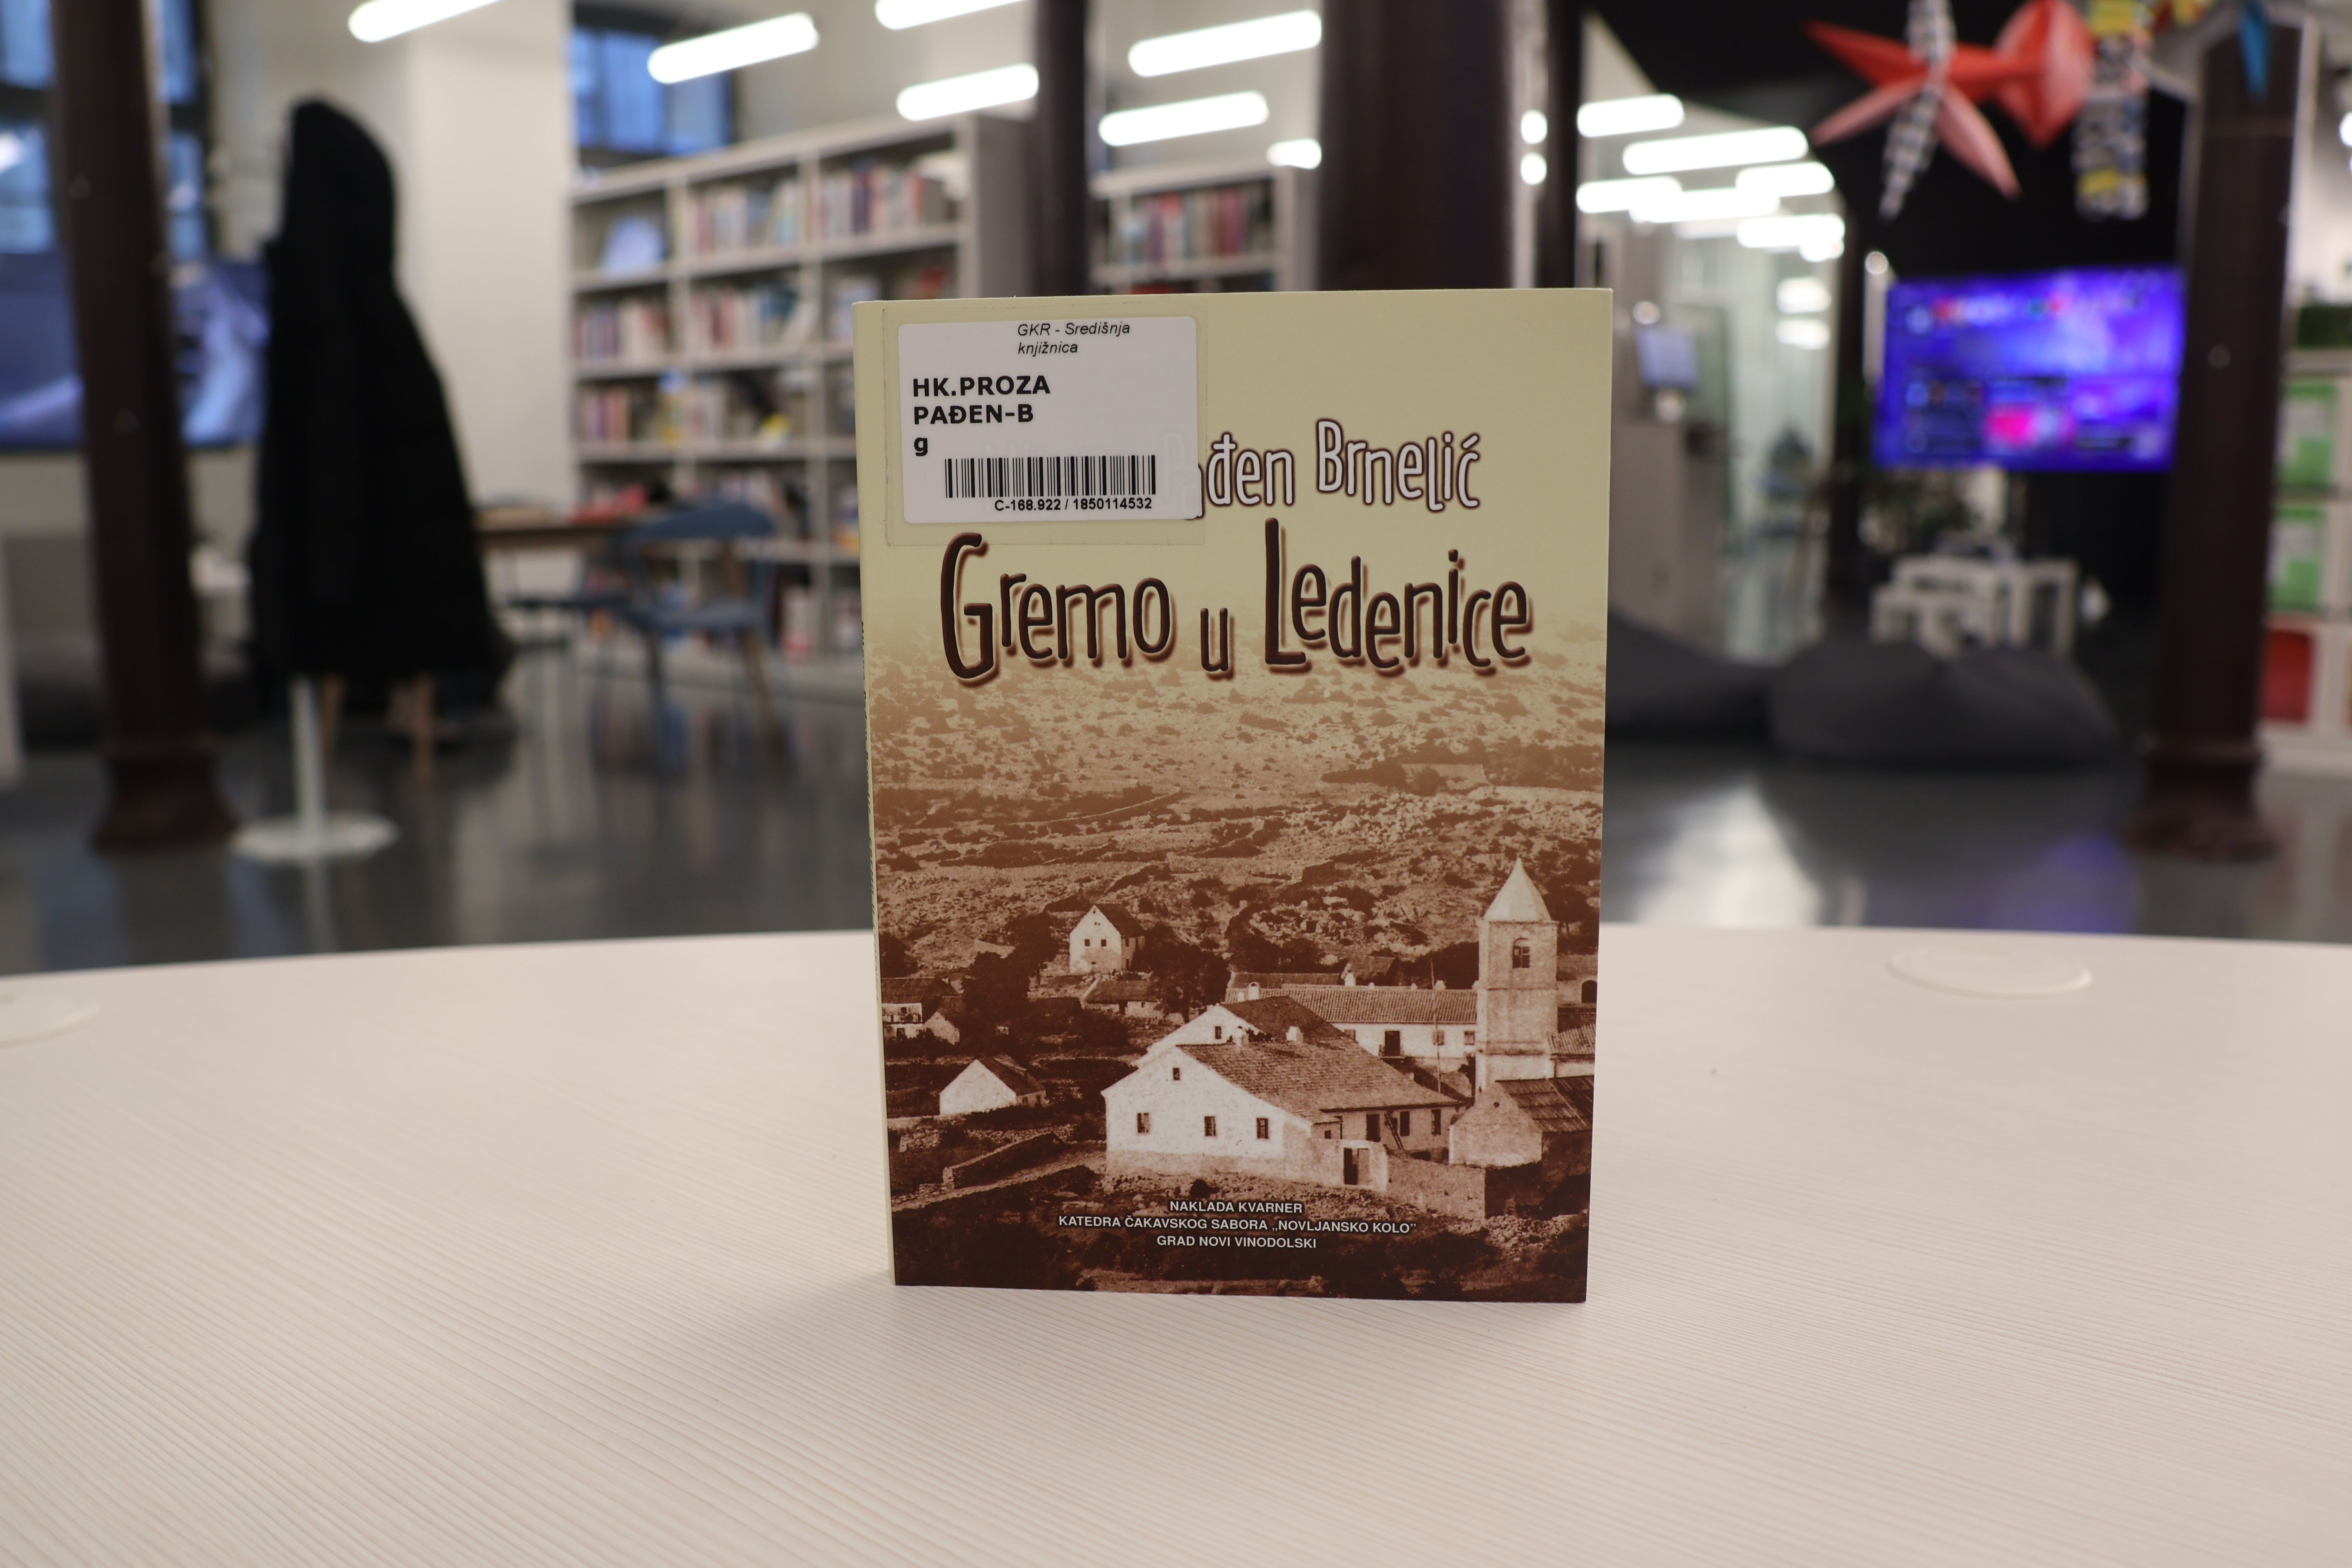 GKR - Središnja
knjižnica
HK.PROZA
PAĐEN-B
g
C-168.922 / 1850114532
Pađen Brnelić
Gremo u Ledenice
NAKLADA KVARNER
KATEDRA ČAKAVSKOG SABORA „NOVLJANSKO KOLO”
GRAD NOVI VINODOLSKI